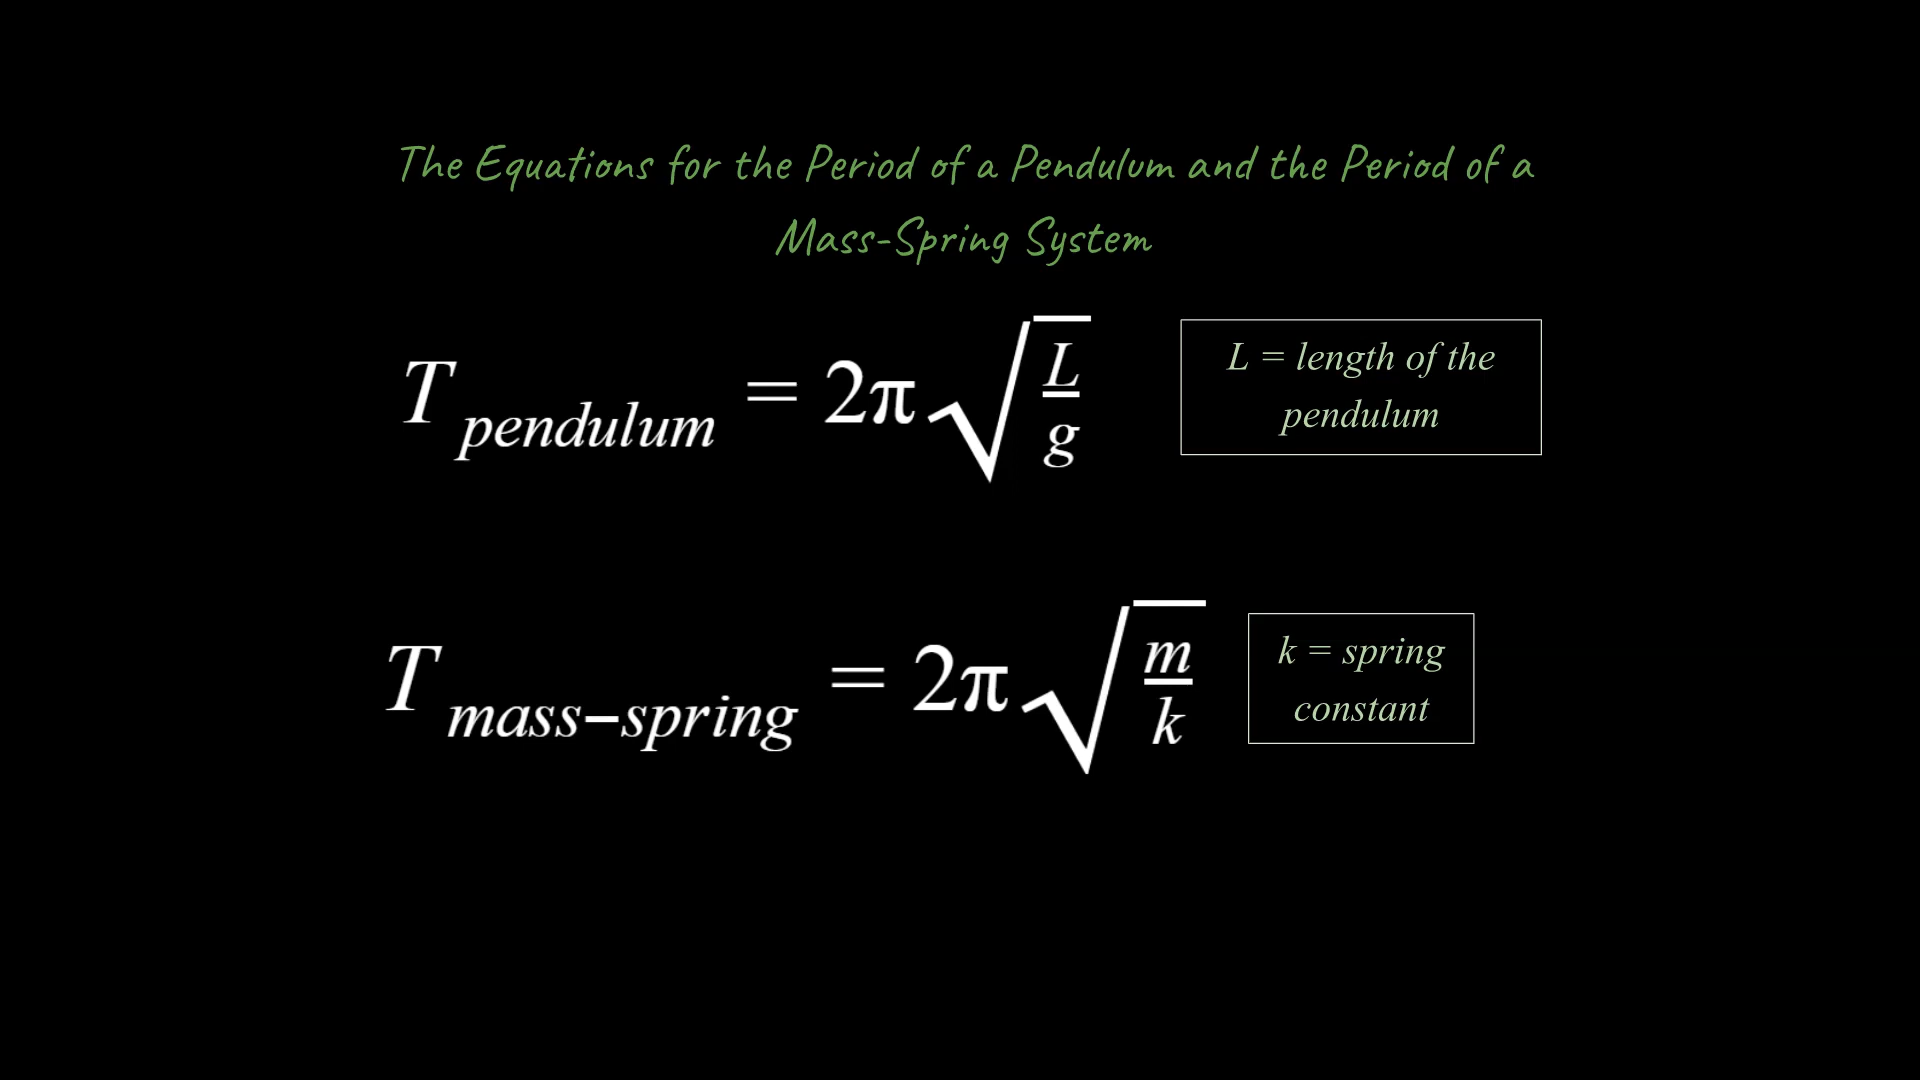 The Equations for the Period of a Pendulum and the Period of a
Mass-Spring System
T pendulum = 2π√(L/g)
L = length of the
pendulum
T mass–spring = 2π√(m/k)
k = spring
constant